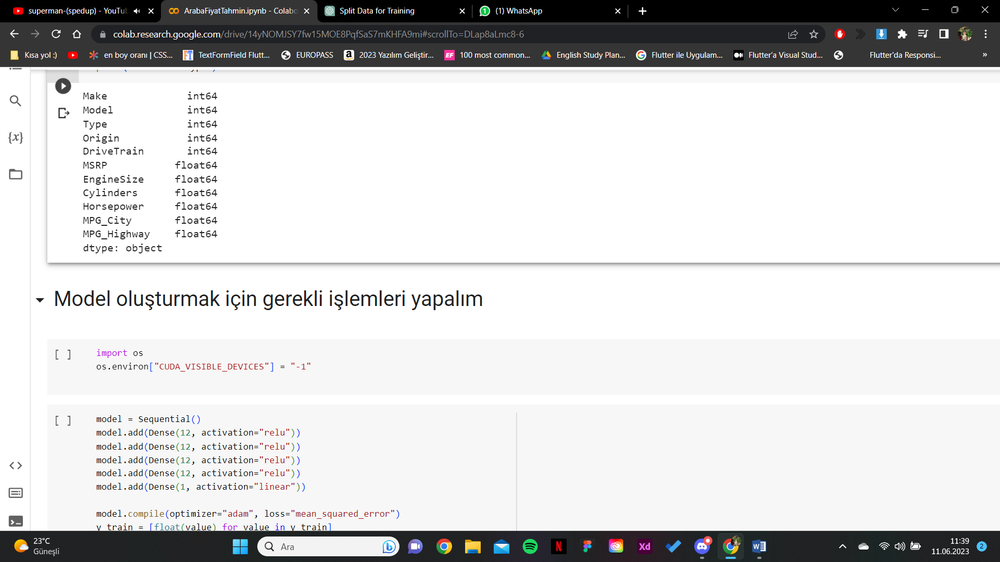 superman-(spedup) - YouTub
ArabaFiyatTahmin.ipynb - Colabo
Split Data for Training
(1) WhatsApp
colab.research.google.com/drive/14yNOMJSY7fw15MOE8PqfSaS7mKHFA9mi#scrollTo=DLap8aLmc8-6
Kısa yol :)
en boy oranı | CSS...
FT TextFormField Flutt...
EUROPASS
a 2023 Yazılım Geliştir...
EF 100 most common...
English Study Plan...
Flutter ile Uygulam...
Flutter'a Visual Stud...
Flutter'da Responsi...
»
Make int64
Model int64
Type int64
Origin int64
DriveTrain int64
MSRP float64
EngineSize float64
Cylinders float64
Horsepower float64
MPG_City float64
MPG_Highway float64
dtype: object
{x}
Model oluşturmak için gerekli işlemleri yapalım
[ ] import os
os.environ["CUDA_VISIBLE_DEVICES"] = "-1"
[ ] model = Sequential()
model.add(Dense(12, activation="relu"))
model.add(Dense(12, activation="relu"))
model.add(Dense(12, activation="relu"))
model.add(Dense(12, activation="relu"))
model.add(Dense(1, activation="linear"))
model.compile(optimizer="adam", loss="mean_squared_error")
y_train = [float(value) for value in y_train]
23°C
Güneşli
Ara
N
Xd
W
11:39
11.06.2023
2